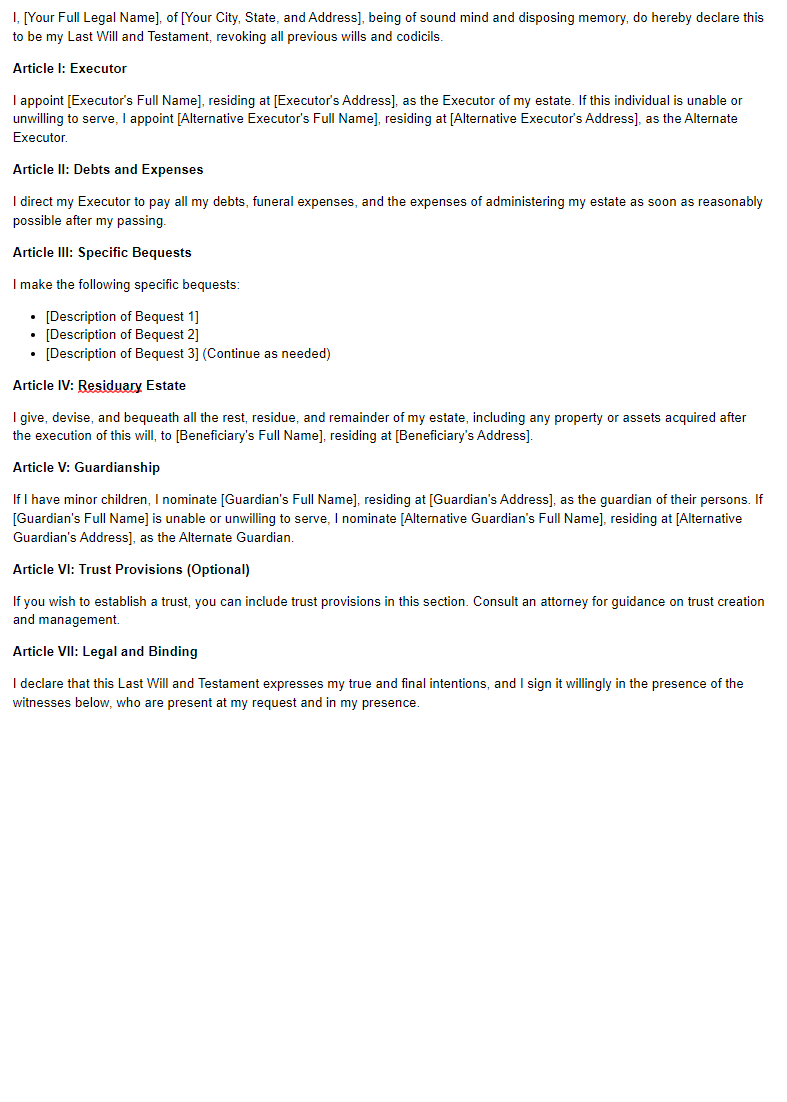 I, [Your Full Legal Name], of [Your City, State, and Address], being of sound mind and disposing memory, do hereby declare this
to be my Last Will and Testament, revoking all previous wills and codicils.
Article I: Executor
I appoint [Executor's Full Name], residing at [Executor's Address], as the Executor of my estate. If this individual is unable or
unwilling to serve, I appoint [Alternative Executor's Full Name], residing at [Alternative Executor's Address], as the Alternate
Executor.
Article II: Debts and Expenses
I direct my Executor to pay all my debts, funeral expenses, and the expenses of administering my estate as soon as reasonably
possible after my passing.
Article III: Specific Bequests
I make the following specific bequests:
• [Description of Bequest 1]
• [Description of Bequest 2]
• [Description of Bequest 3] (Continue as needed)
Article IV: Residuary Estate
I give, devise, and bequeath all the rest, residue, and remainder of my estate, including any property or assets acquired after
the execution of this will, to [Beneficiary's Full Name], residing at [Beneficiary's Address].
Article V: Guardianship
If I have minor children, I nominate [Guardian's Full Name], residing at [Guardian's Address], as the guardian of their persons. If
[Guardian's Full Name] is unable or unwilling to serve, I nominate [Alternative Guardian's Full Name], residing at [Alternative
Guardian's Address], as the Alternate Guardian.
Article VI: Trust Provisions (Optional)
If you wish to establish a trust, you can include trust provisions in this section. Consult an attorney for guidance on trust creation
and management.
Article VII: Legal and Binding
I declare that this Last Will and Testament expresses my true and final intentions, and I sign it willingly in the presence of the
witnesses below, who are present at my request and in my presence.